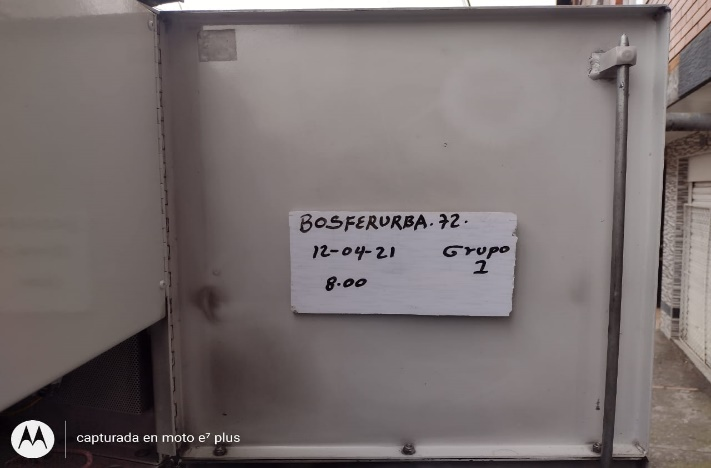 BOSFERURBA.72.
12-04-21 Grupo
1
8.00
capturada en moto e⁷ plus